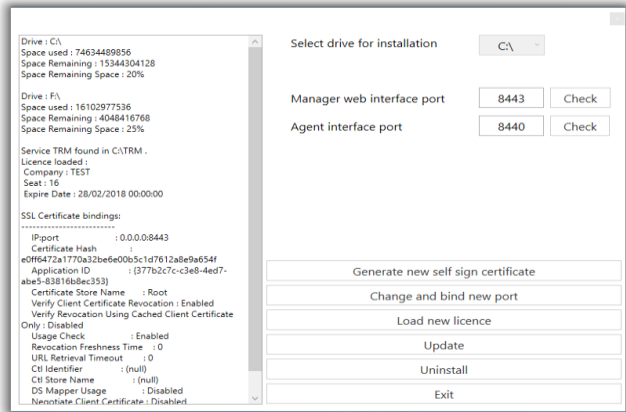 Drive : C:\
Space used : 74634489856
Space Remaining : 15344304128
Space Remaining Space : 20%
Drive : F:\
Space used : 16102977536
Space Remaining : 4048416768
Space Remaining Space : 25%
Service TRM found in C:\TRM .
Licence loaded :
Company : TEST
Seat : 16
Expire Date : 28/02/2018 00:00:00
SSL Certificate bindings:
-------------------------
IP:port : 0.0.0.0:8443
Certificate Hash :
e0ff6472a1770a32be6e00b5c1d7612a8e9a654f
Application ID : {377b2c7c-c3e8-4ed7-
abe5-83816b8ec353}
Certificate Store Name : Root
Verify Client Certificate Revocation : Enabled
Verify Revocation Using Cached Client Certificate
Only : Disabled
Usage Check : Enabled
Revocation Freshness Time : 0
URL Retrieval Timeout : 0
Ctl Identifier : (null)
Ctl Store Name : (null)
DS Mapper Usage : Disabled
Negotiate Client Certificate : Disabled
Select drive for installation C:\
Manager web interface port 8443 Check
Agent interface port 8440 Check
Generate new self sign certificate
Change and bind new port
Load new licence
Update
Uninstall
Exit